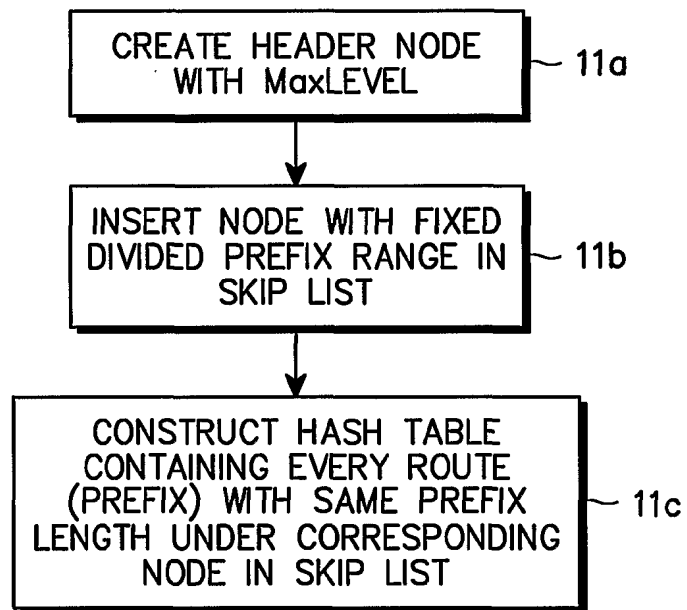 CREATE HEADER NODE
WITH MaxLEVEL
11a
INSERT NODE WITH FIXED
DIVIDED PREFIX RANGE IN
SKIP LIST
11b
CONSTRUCT HASH TABLE
CONTAINING EVERY ROUTE
(PREFIX) WITH SAME PREFIX
LENGTH UNDER CORRESPONDING
NODE IN SKIP LIST
11c